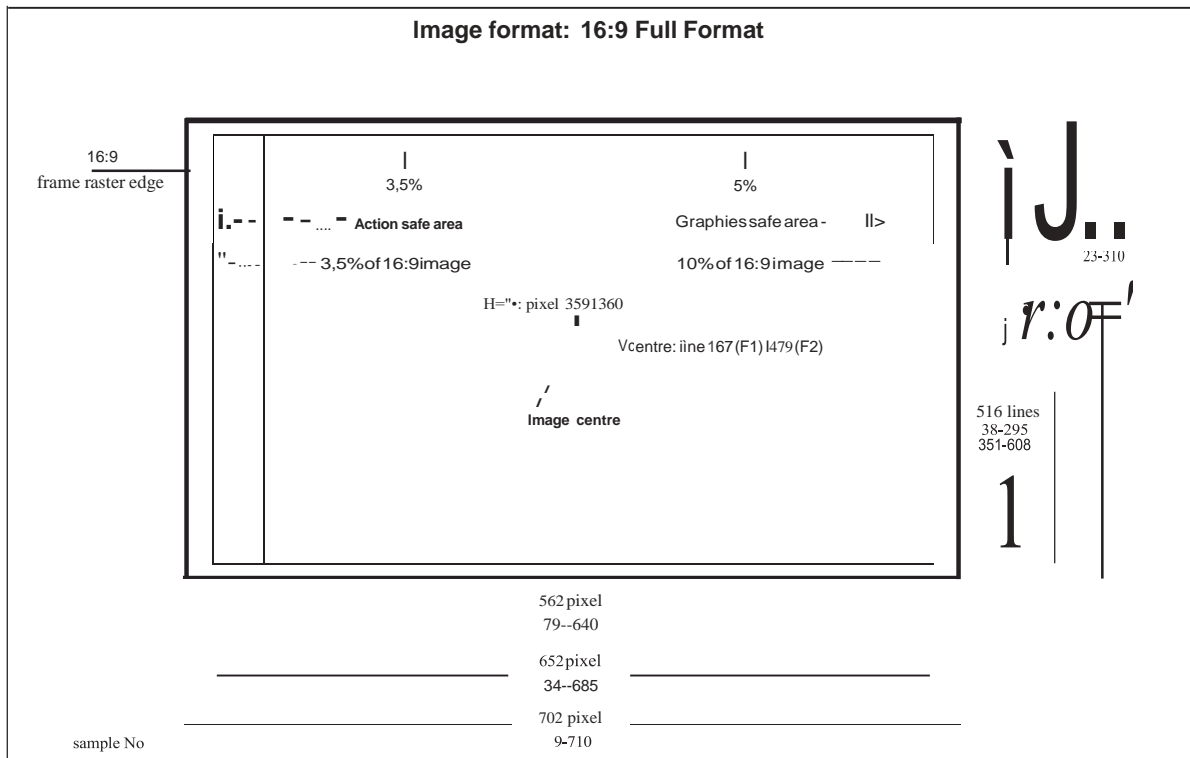 Image format: 16:9 Full Format
16:9
frame raster edge
3,5%
5%
Action safe area
Graphies safe area -
3,5% of 16:9 image
10% of 16:9 image
23-310
H="•: pixel 3591360
Vcentre: iine 167 (F1) I479 (F2)
Image centre
516 lines
38-295
351-608
1
562 pixel
79--640
652 pixel
34--685
702 pixel
9-710
sample No